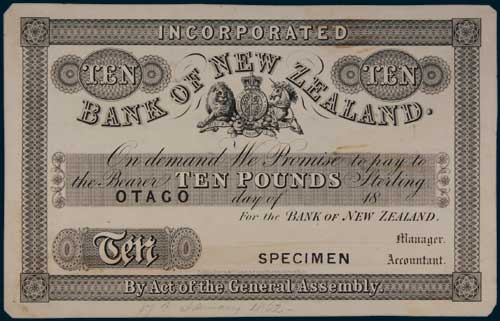 INCORPORATED
TEN TEN
BANK OF NEW ZEALAND.
On demand We Promise to pay to
the Bearer TEN POUNDS Sterling
OTAGO day of 18
For the BANK OF NEW ZEALAND.
Manager.
Ten SPECIMEN Accountant.
By Act of the General Assembly.
1862